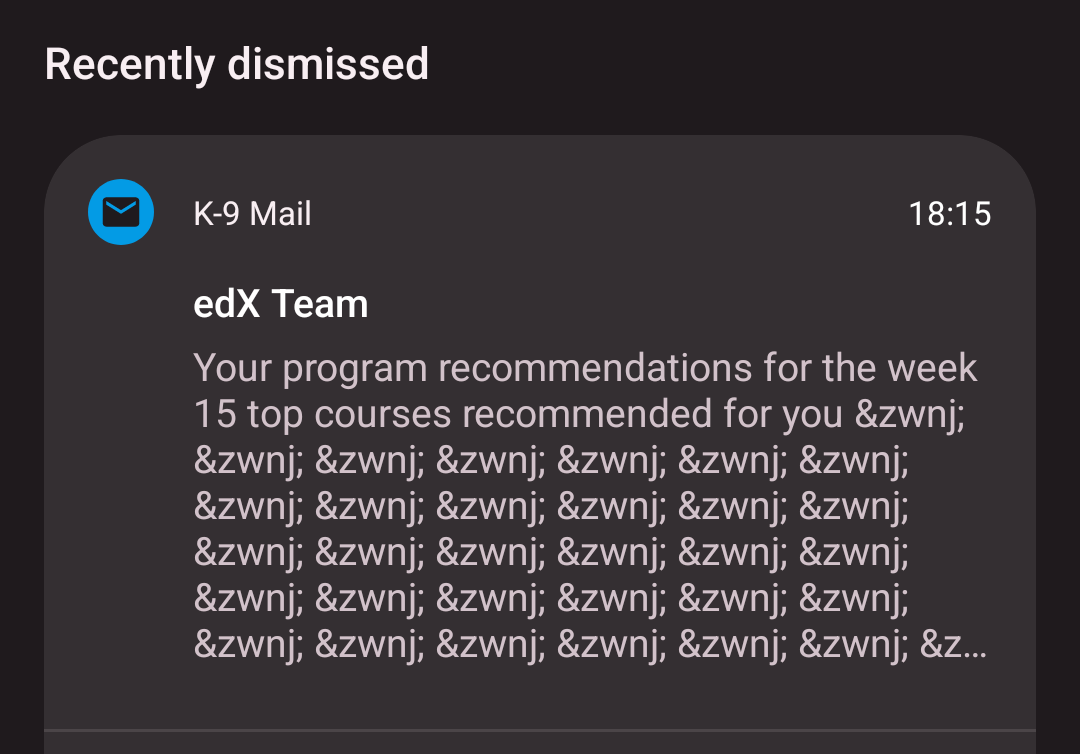 Recently dismissed
K-9 Mail 18:15
edX Team
Your program recommendations for the week
15 top courses recommended for you &zwnj;
&zwnj; &zwnj; &zwnj; &zwnj; &zwnj; &zwnj;
&zwnj; &zwnj; &zwnj; &zwnj; &zwnj; &zwnj;
&zwnj; &zwnj; &zwnj; &zwnj; &zwnj; &zwnj;
&zwnj; &zwnj; &zwnj; &zwnj; &zwnj; &zwnj;
&zwnj; &zwnj; &zwnj; &zwnj; &zwnj; &zwnj; &z…